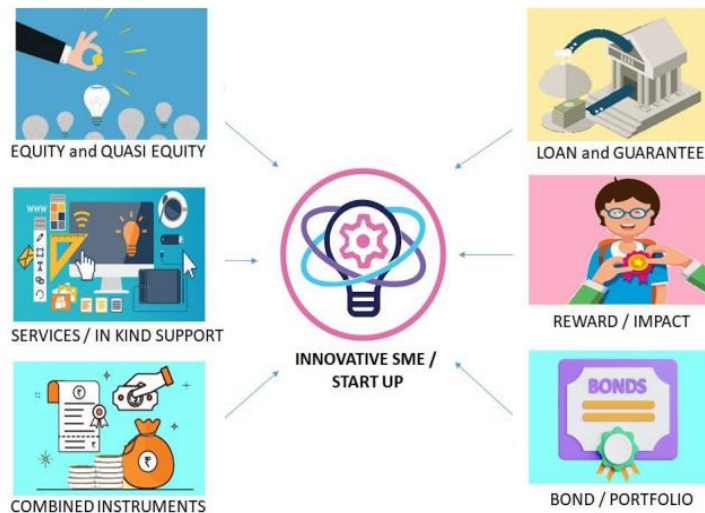 EQUITY and QUASI EQUITY
LOAN and GUARANTEE
WWW
SERVICES / IN KIND SUPPORT
REWARD / IMPACT
INNOVATIVE SME /
START UP
BONDS
COMBINED INSTRUMENTS
BOND / PORTFOLIO